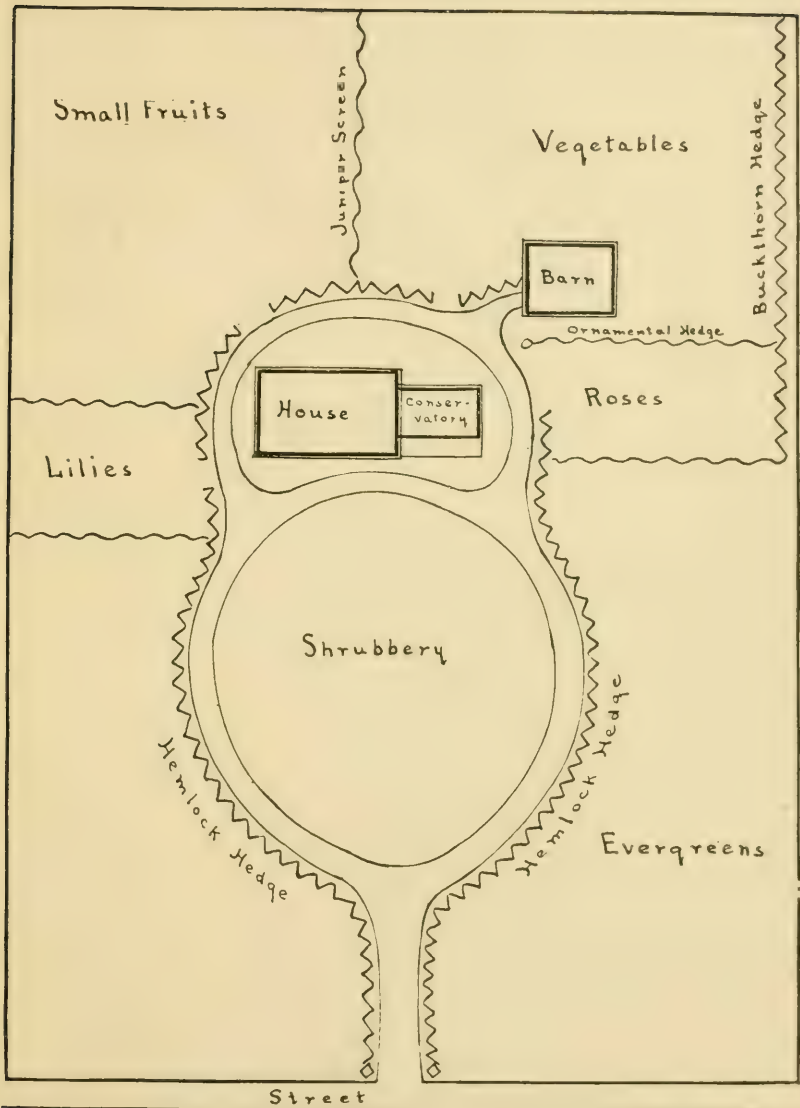 Small Fruits
Juniper Screen
Vegetables
Buckthorn Hedge
Barn
Ornamental Hedge
House
Conser-
vatory
Roses
Lilies
Shrubbery
Hemlock Hedge
Hemlock Hedge
Evergreens
Street